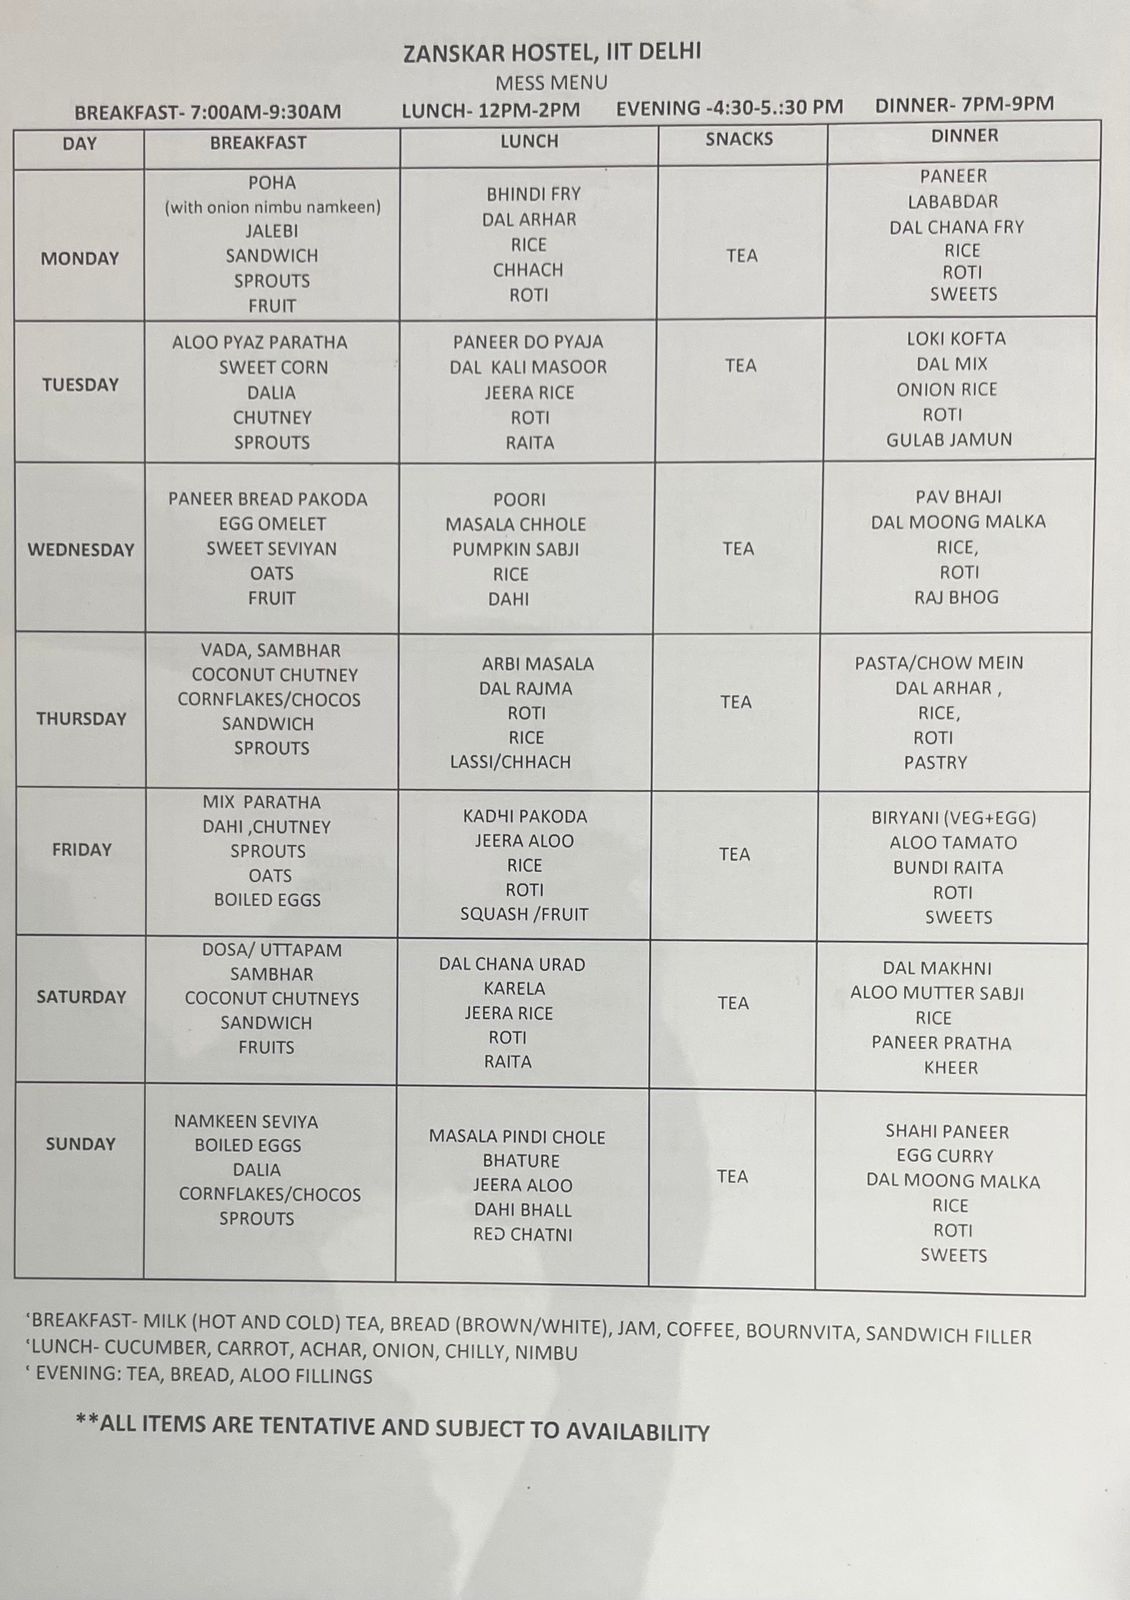 ZANSKAR HOSTEL, IIT DELHI
MESS MENU
BREAKFAST- 7:00AM-9:30AM LUNCH- 12PM-2PM EVENING -4:30-5.:30 PM DINNER- 7PM-9PM
DAY BREAKFAST LUNCH SNACKS DINNER
MONDAY
POHA
(with onion nimbu namkeen)
JALEBI
SANDWICH
SPROUTS
FRUIT
BHINDI FRY
DAL ARHAR
RICE
CHHACH
ROTI
TEA
PANEER
LABABDAR
DAL CHANA FRY
RICE
ROTI
SWEETS
TUESDAY
ALOO PYAZ PARATHA
SWEET CORN
DALIA
CHUTNEY
SPROUTS
PANEER DO PYAJA
DAL KALI MASOOR
JEERA RICE
ROTI
RAITA
TEA
LOKI KOFTA
DAL MIX
ONION RICE
ROTI
GULAB JAMUN
WEDNESDAY
PANEER BREAD PAKODA
EGG OMELET
SWEET SEVIYAN
OATS
FRUIT
POORI
MASALA CHHOLE
PUMPKIN SABJI
RICE
DAHI
TEA
PAV BHAJI
DAL MOONG MALKA
RICE,
ROTI
RAJ BHOG
THURSDAY
VADA, SAMBHAR
COCONUT CHUTNEY
CORNFLAKES/CHOCOS
SANDWICH
SPROUTS
ARBI MASALA
DAL RAJMA
ROTI
RICE
LASSI/CHHACH
TEA
PASTA/CHOW MEIN
DAL ARHAR ,
RICE,
ROTI
PASTRY
FRIDAY
MIX PARATHA
DAHI ,CHUTNEY
SPROUTS
OATS
BOILED EGGS
KADHI PAKODA
JEERA ALOO
RICE
ROTI
SQUASH /FRUIT
TEA
BIRYANI (VEG+EGG)
ALOO TAMATO
BUNDI RAITA
ROTI
SWEETS
SATURDAY
DOSA/ UTTAPAM
SAMBHAR
COCONUT CHUTNEYS
SANDWICH
FRUITS
DAL CHANA URAD
KARELA
JEERA RICE
ROTI
RAITA
TEA
DAL MAKHNI
ALOO MUTTER SABJI
RICE
PANEER PRATHA
KHEER
SUNDAY
NAMKEEN SEVIYA
BOILED EGGS
DALIA
CORNFLAKES/CHOCOS
SPROUTS
MASALA PINDI CHOLE
BHATURE
JEERA ALOO
DAHI BHALL
RED CHATNI
TEA
SHAHI PANEER
EGG CURRY
DAL MOONG MALKA
RICE
ROTI
SWEETS
‘BREAKFAST- MILK (HOT AND COLD) TEA, BREAD (BROWN/WHITE), JAM, COFFEE, BOURNVITA, SANDWICH FILLER
‘LUNCH- CUCUMBER, CARROT, ACHAR, ONION, CHILLY, NIMBU
‘ EVENING: TEA, BREAD, ALOO FILLINGS
**ALL ITEMS ARE TENTATIVE AND SUBJECT TO AVAILABILITY